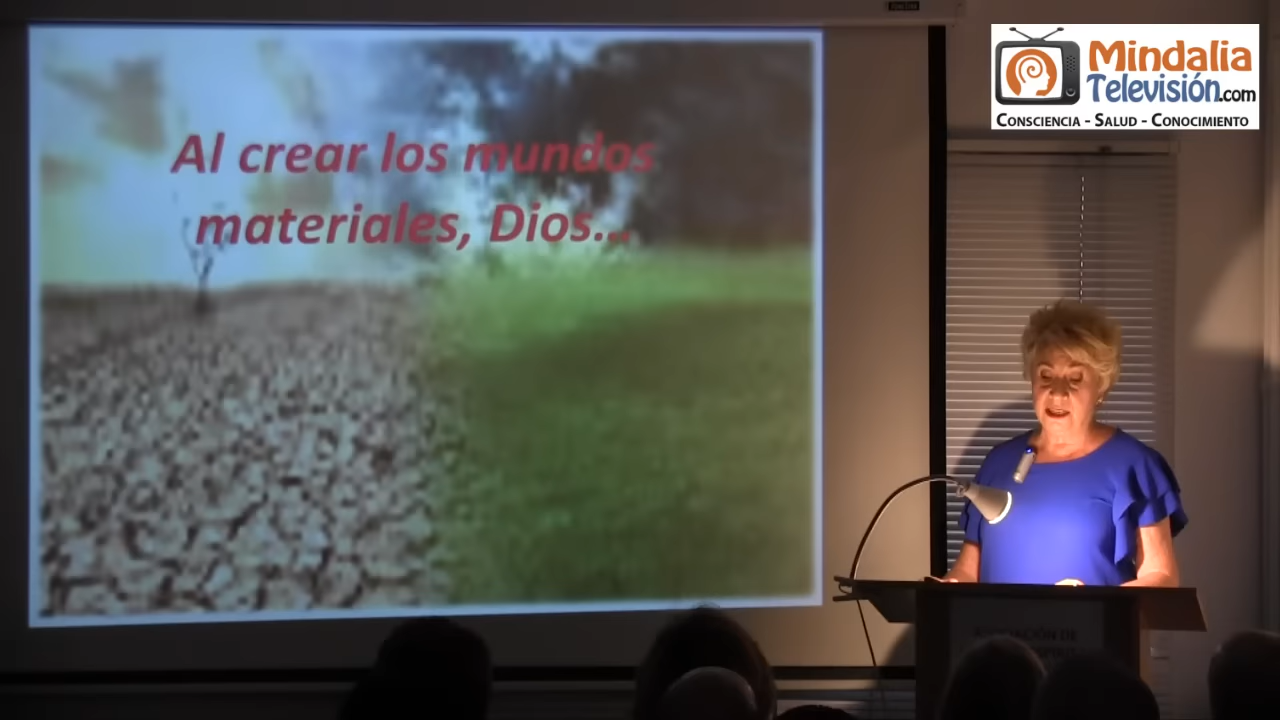 Al crear los mundos
materiales, Dios...
Mindalia
Televisión.com
CONSCIENCIA - SALUD - CONOCIMIENTO